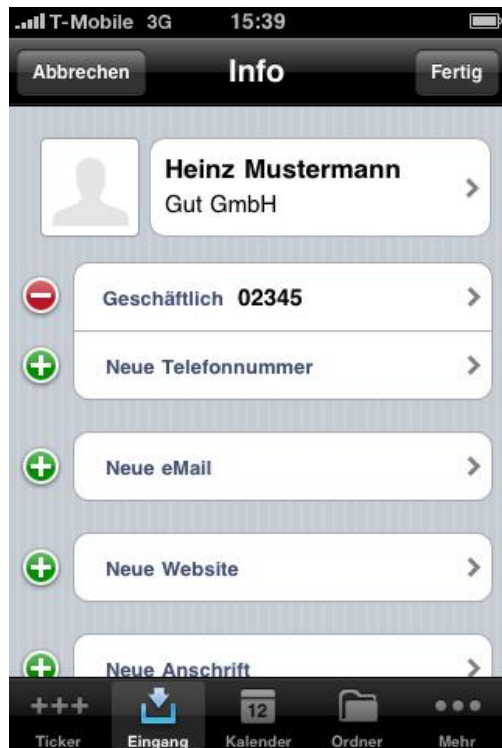 T-Mobile 3G 15:39
Abbrechen Info Fertig
Heinz Mustermann
Gut GmbH
Geschäftlich 02345
Neue Telefonnummer
Neue eMail
Neue Website
Neue Anschrift
+++ 12
Ticker Eingang Kalender Ordner Mehr